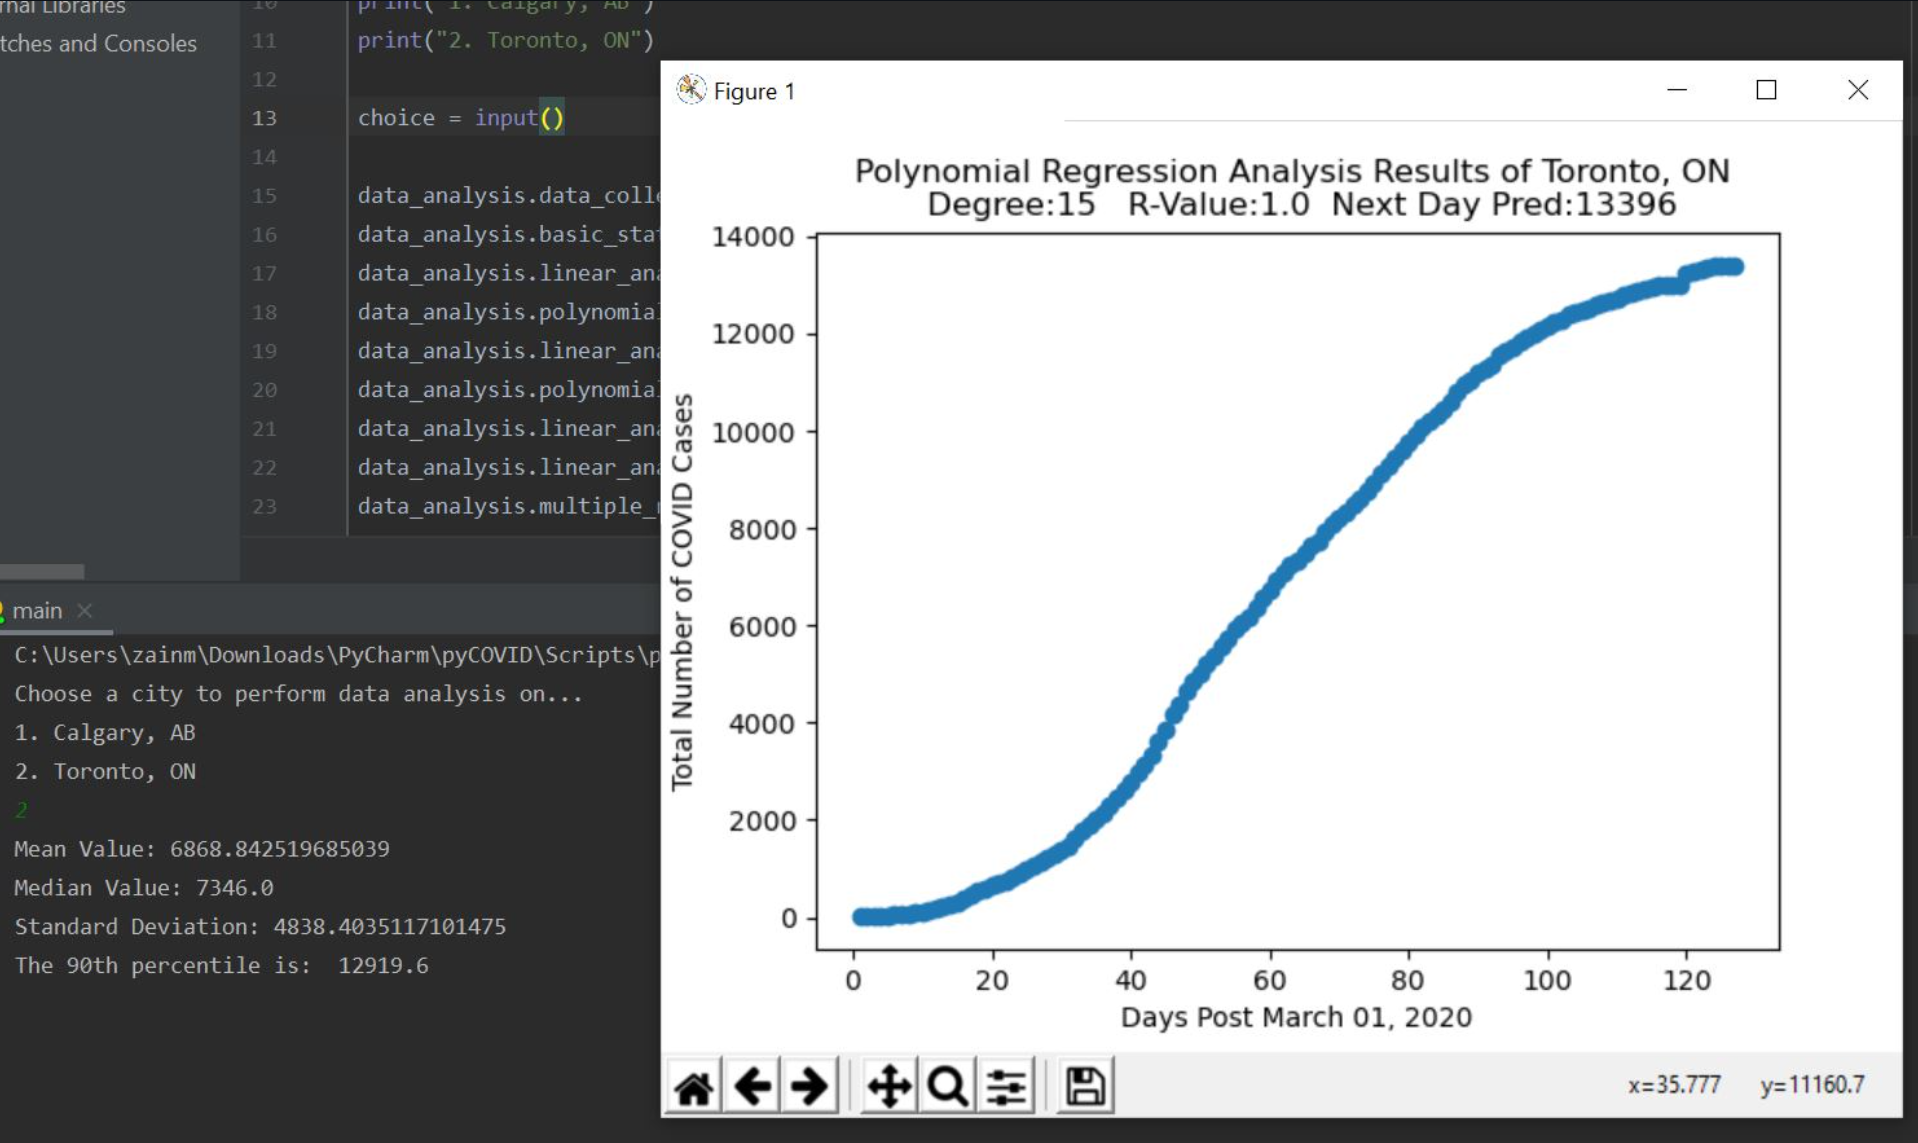 rnal Libraries
tches and Consoles
10 print("1. Calgary, AB")
11 print("2. Toronto, ON")
12
13 choice = input()
14
15 data_analysis.data_colle
16 data_analysis.basic_sta
17 data_analysis.linear_ana
18 data_analysis.polynomial
19 data_analysis.linear_ana
20 data_analysis.polynomial
21 data_analysis.linear_ana
22 data_analysis.linear_ana
23 data_analysis.multiple_
main
C:\Users\zainm\Downloads\PyCharm\pyCOVID\Scripts\p
Choose a city to perform data analysis on...
1. Calgary, AB
2. Toronto, ON
2
Mean Value: 6868.842519685039
Median Value: 7346.0
Standard Deviation: 4838.4035117101475
The 90th percentile is:  12919.6
Figure 1
Polynomial Regression Analysis Results of Toronto, ON
Degree:15   R-Value:1.0  Next Day Pred:13396
14000
12000
10000
8000
6000
4000
2000
0
Total Number of COVID Cases
0 20 40 60 80 100 120
Days Post March 01, 2020
x=35.777 y=11160.7